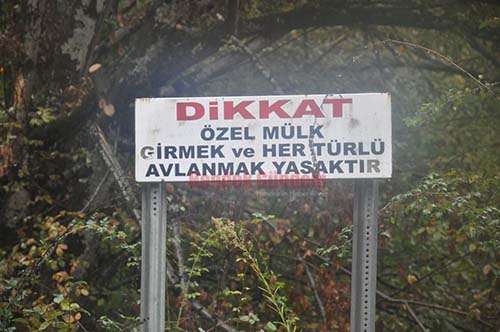 DİKKAT
ÖZEL MÜLK
GİRMEK ve HER TÜRLÜ
AVLANMAK YASAKTIR